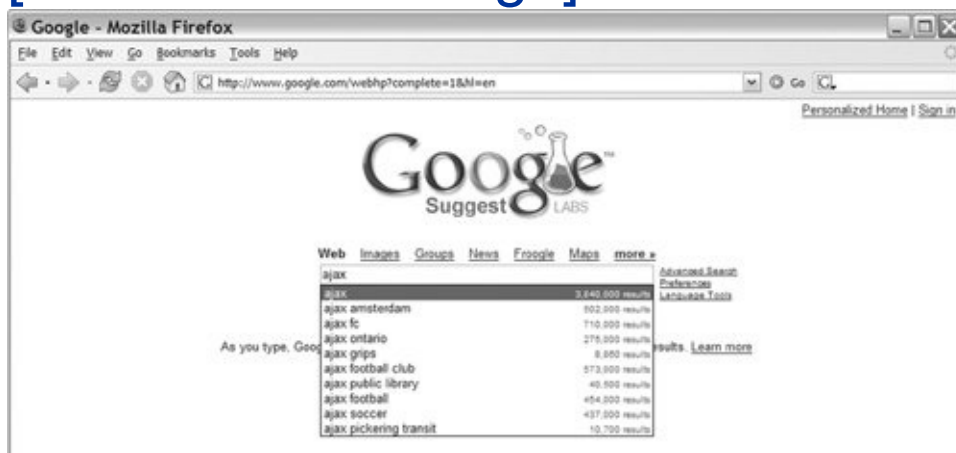 Google - Mozilla Firefox
File Edit View Go Bookmarks Tools Help
http://www.google.com/webhp?complete=1&hl=en Go
Personalized Home | Sign in
Google™
Suggest LABS
Web Images Groups News Froogle Maps more »
ajax
Advanced Search
Preferences
Language Tools
ajax 3,840,000 results
ajax amsterdam 502,000 results
ajax fc 710,000 results
ajax ontario 275,000 results
ajax grips 8,860 results
ajax football club 573,000 results
ajax public library 40,500 results
ajax football 454,000 results
ajax soccer 437,000 results
ajax pickering transit 10,700 results
As you type, Goog sults. Learn more